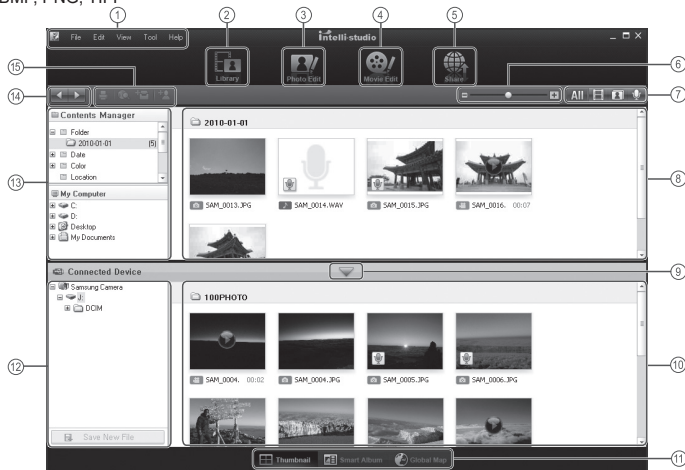 BMP, PNG, TIFF
1 2 3 4 5
File Edit View Tool Help
intelli-studio
Library Photo Edit Movie Edit Share
15 6
14 All 7
Contents Manager
Folder
2010-01-01 (5)
Date
Color
Location
13
My Computer
C:
D:
Desktop
My Documents
2010-01-01
SAM_0013.JPG SAM_0014.WAV SAM_0015.JPG SAM_0016. 00:07
8
Connected Device 9
Samsung Camera
J:
DCIM
12
Save New File
100PHOTO
SAM_0004. 00:02 SAM_0004.JPG SAM_0005.JPG SAM_0006.JPG
10
Thumbnail Smart Album Global Map 11